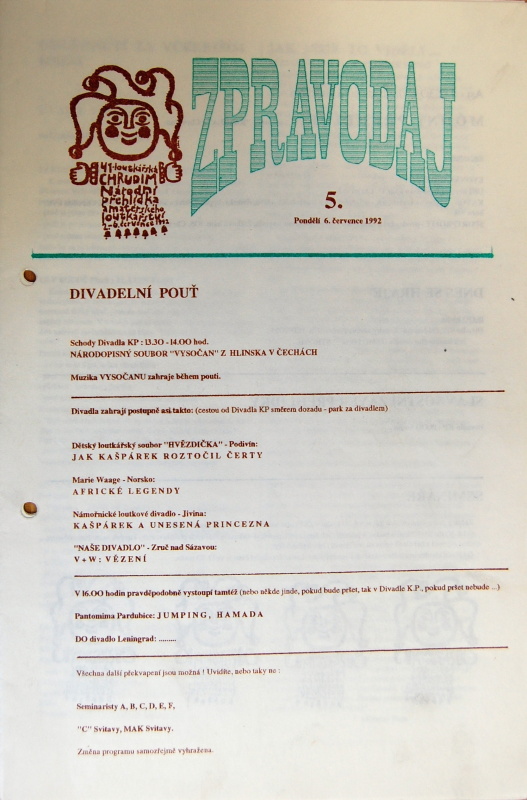 ZPRAVODAJ
41. loutkářská
CHRUDIM
Národní
přehlídka
amatérského
loutkářství
2.-6. července 1992
5.
Pondělí 6. července 1992
DIVADELNÍ POUŤ
Schody Divadla KP : 13.30 - 14.00 hod.
NÁRODOPISNÝ SOUBOR "VYSOČAN" Z HLINSKA V ČECHÁCH
Muzika VYSOČANU zahraje během pouti.
Divadla zahrají postupně asi takto: (cestou od Divadla KP směrem dozadu - park za divadlem)
Dětský loutkářský soubor "HVĚZDIČKA" - Podivín:
JAK KAŠPÁREK ROZTOČIL ČERTY
Marie Waage - Norsko:
AFRICKÉ LEGENDY
Námořnické loutkové divadlo - Jivina:
KAŠPÁREK A UNESENÁ PRINCEZNA
"NAŠE DIVADLO" - Zruč nad Sázavou:
V + W : VĚZENÍ
V 16.00 hodin pravděpodobně vystoupí tamtéž (nebo někde jinde, pokud bude pršet, tak v Divadle K.P., pokud pršet nebude ...)
Pantomima Parduhice: JUMPING, HAMADA
DO divadlo Leningrad: .........
Všechna další překvapení jsou možná ! Uvidíte, nebo taky ne :
Seminaristy A, B, C, D, E, F,
"C" Svitavy, MAK Svitavy.
Změna programu samozřejmě vyhražena.